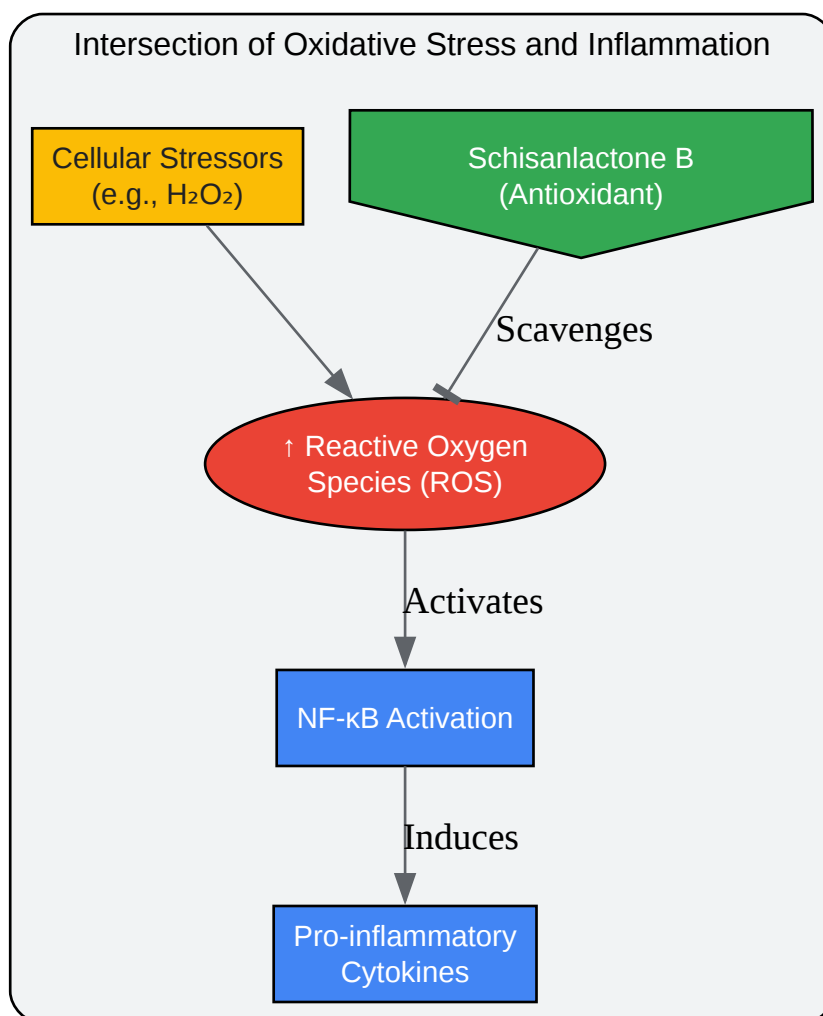 Intersection of Oxidative Stress and Inflammation
Cellular Stressors
(e.g., H₂O₂)
Schisanlactone B
(Antioxidant)
Scavenges
↑ Reactive Oxygen
Species (ROS)
Activates
NF-κB Activation
Induces
Pro-inflammatory
Cytokines